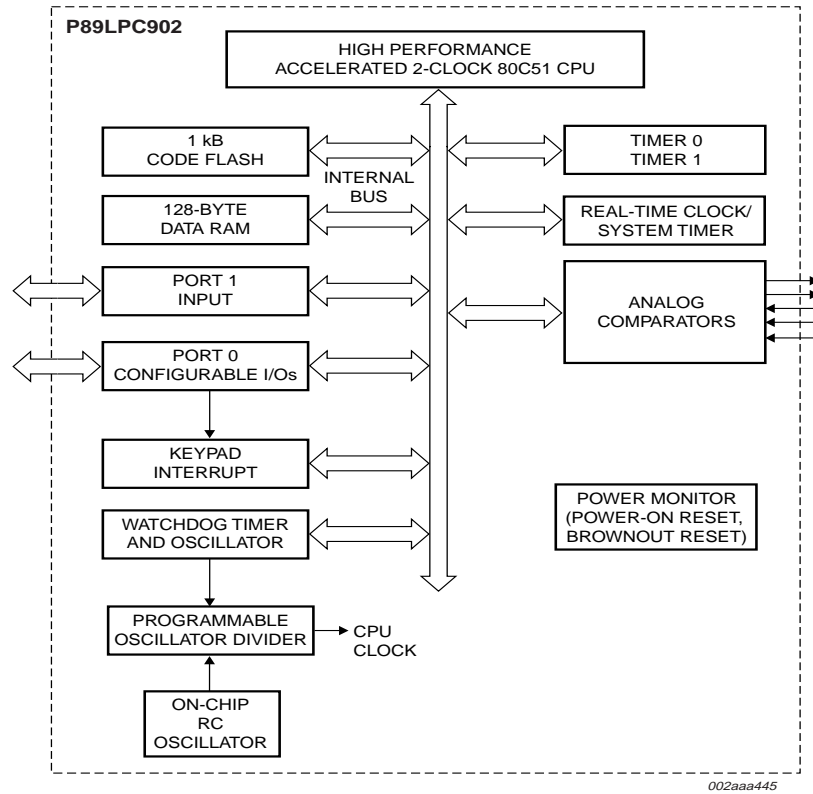 P89LPC902
HIGH PERFORMANCE
ACCELERATED 2-CLOCK 80C51 CPU
1 kB
CODE FLASH
INTERNAL
BUS
TIMER 0
TIMER 1
128-BYTE
DATA RAM
REAL-TIME CLOCK/
SYSTEM TIMER
PORT 1
INPUT
ANALOG
COMPARATORS
PORT 0
CONFIGURABLE I/Os
KEYPAD
INTERRUPT
POWER MONITOR
(POWER-ON RESET,
BROWNOUT RESET)
WATCHDOG TIMER
AND OSCILLATOR
PROGRAMMABLE
OSCILLATOR DIVIDER
CPU
CLOCK
ON-CHIP
RC
OSCILLATOR
002aaa445